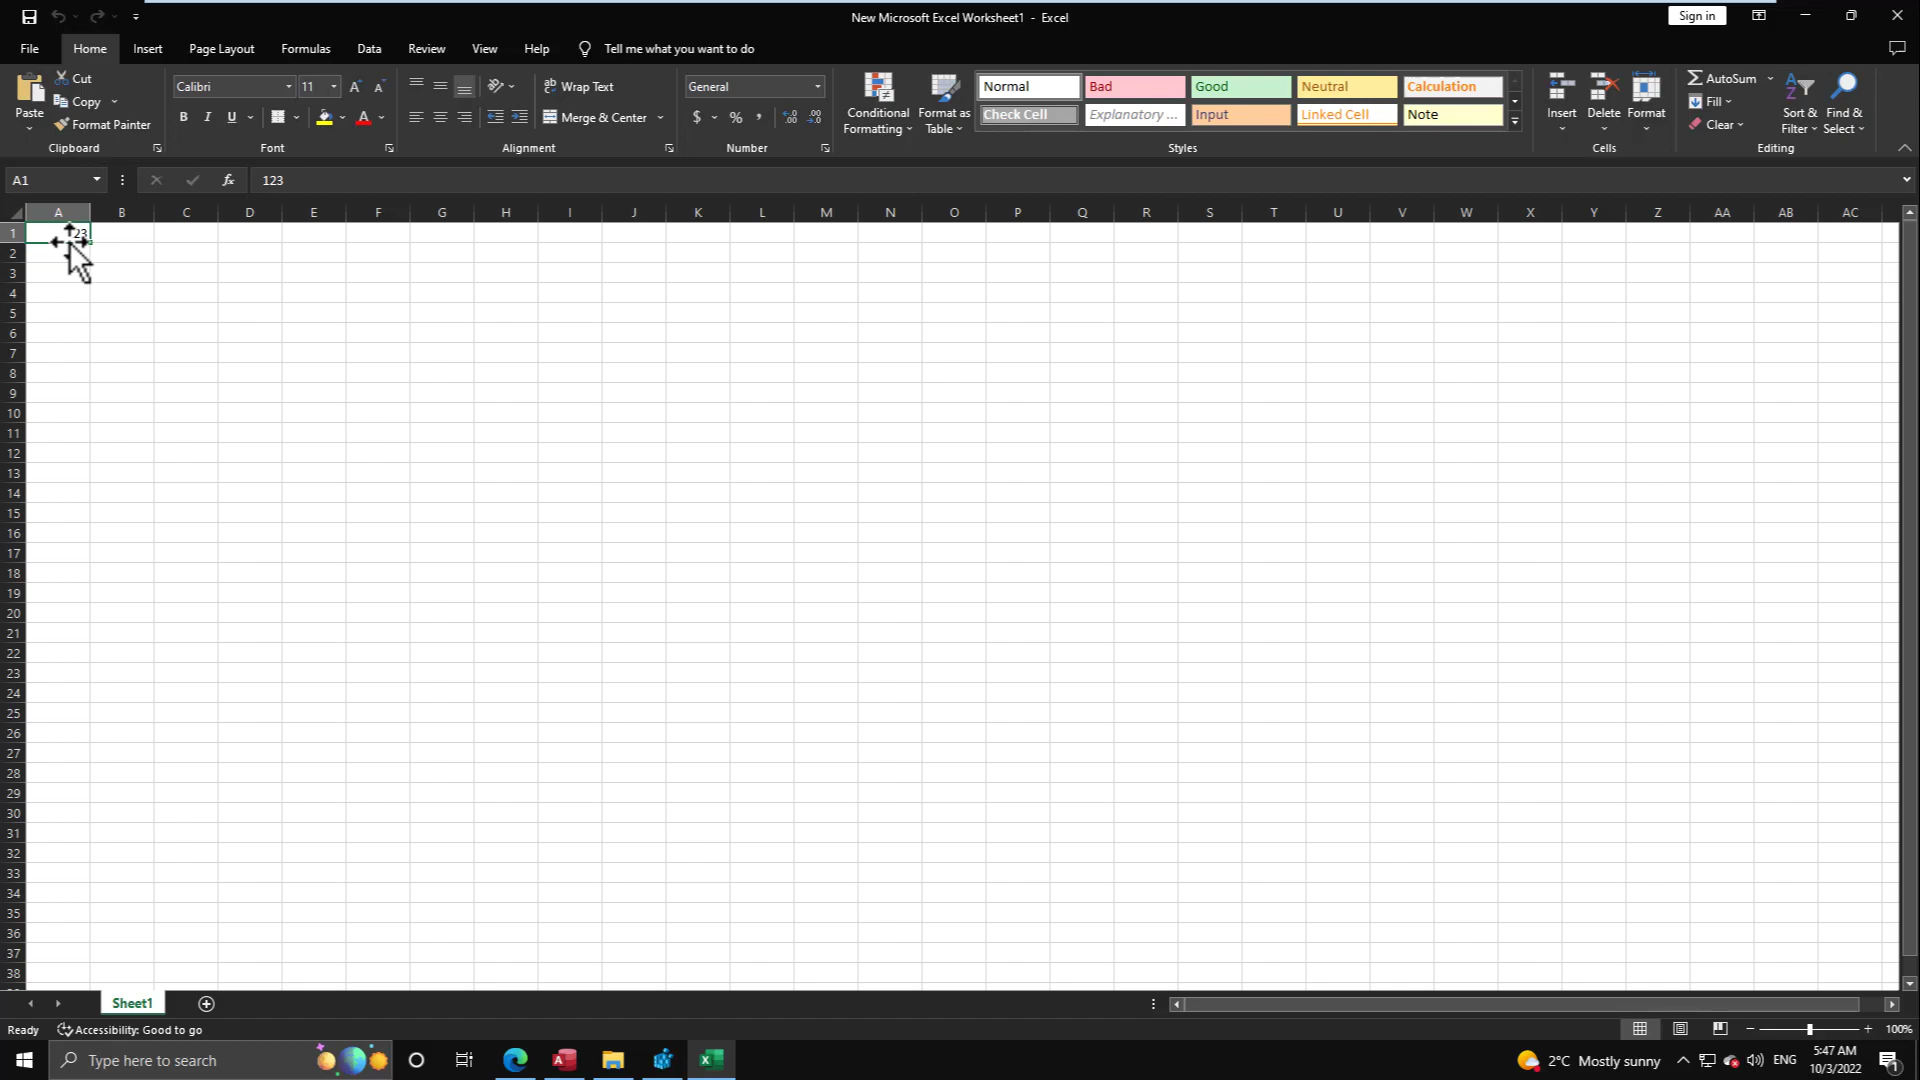 New Microsoft Excel Worksheet1 - Excel
Sign in
File Home Insert Page Layout Formulas Data Review View Help Tell me what you want to do
Paste
Cut
Copy
Format Painter
Clipboard
Calibri 11
B I U
Font
Wrap Text
Merge & Center
Alignment
General
$ % ,
Number
Conditional Formatting
Format as Table
Normal Bad Good Neutral Calculation
Check Cell Explanatory ... Input Linked Cell Note
Styles
Insert Delete Format
Cells
AutoSum
Fill
Clear
Sort & Filter
Find & Select
Editing
A1 fx 123
A B C D E F G H I J K L M N O P Q R S T U V W X Y Z AA AB AC
1 23
2
3
4
5
6
7
8
9
10
11
12
13
14
15
16
17
18
19
20
21
22
23
24
25
26
27
28
29
30
31
32
33
34
35
36
37
38
Sheet1
Ready Accessibility: Good to go 100%
Type here to search
2°C Mostly sunny ENG
5:47 AM
10/3/2022
1